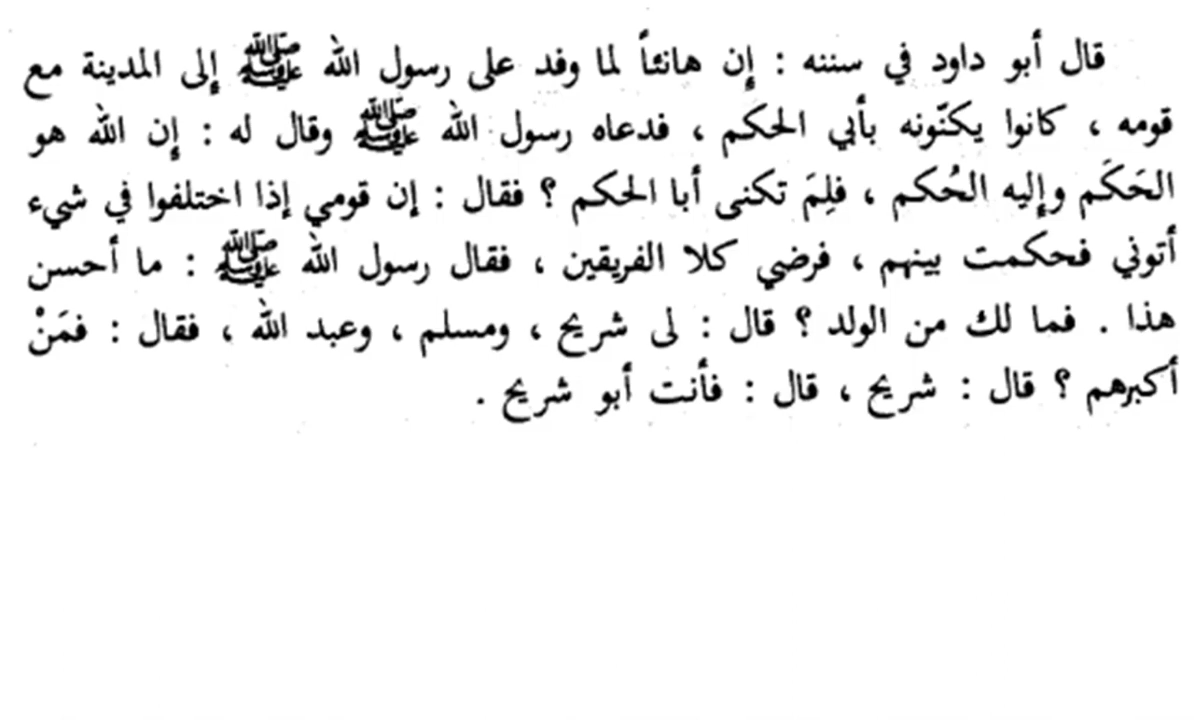 قال أبو داود في سننه : إن هانئاً لما وفد على رسول الله ﷺ إلى المدينة مع
قومه ، كانوا يكنّونه بأبي الحكم ، فدعاه رسول الله ﷺ وقال له : إن الله هو
الحَكَم وإليه الحُكم ، فلِمَ تكنى أبا الحكم ؟ فقال : إن قومي إذا اختلفوا في شيء
أتوني فحكمت بينهم ، فرضي كلا الفريقين ، فقال رسول الله ﷺ : ما أحسن
هذا . فما لك من الولد ؟ قال : لى شريح ، ومسلم ، وعبد الله ، فقال : فمَنْ
أكبرهم ؟ قال : شريح ، قال : فأنت أبو شريح .